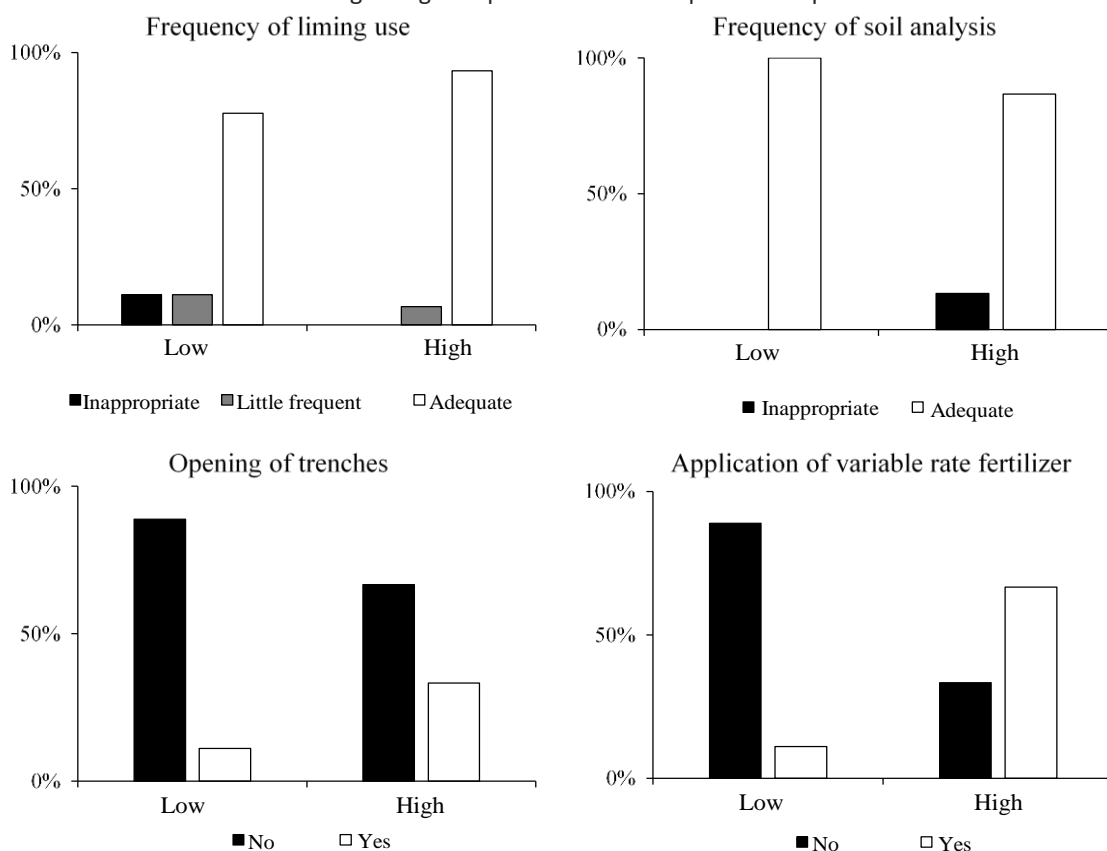 Frequency of liming use
100%
50%
0%
Low High
Inappropriate Little frequent Adequate
Frequency of soil analysis
100%
50%
0%
Low High
Inappropriate Adequate
Opening of trenches
100%
50%
0%
Low High
No Yes
Application of variable rate fertilizer
100%
50%
0%
Low High
No Yes